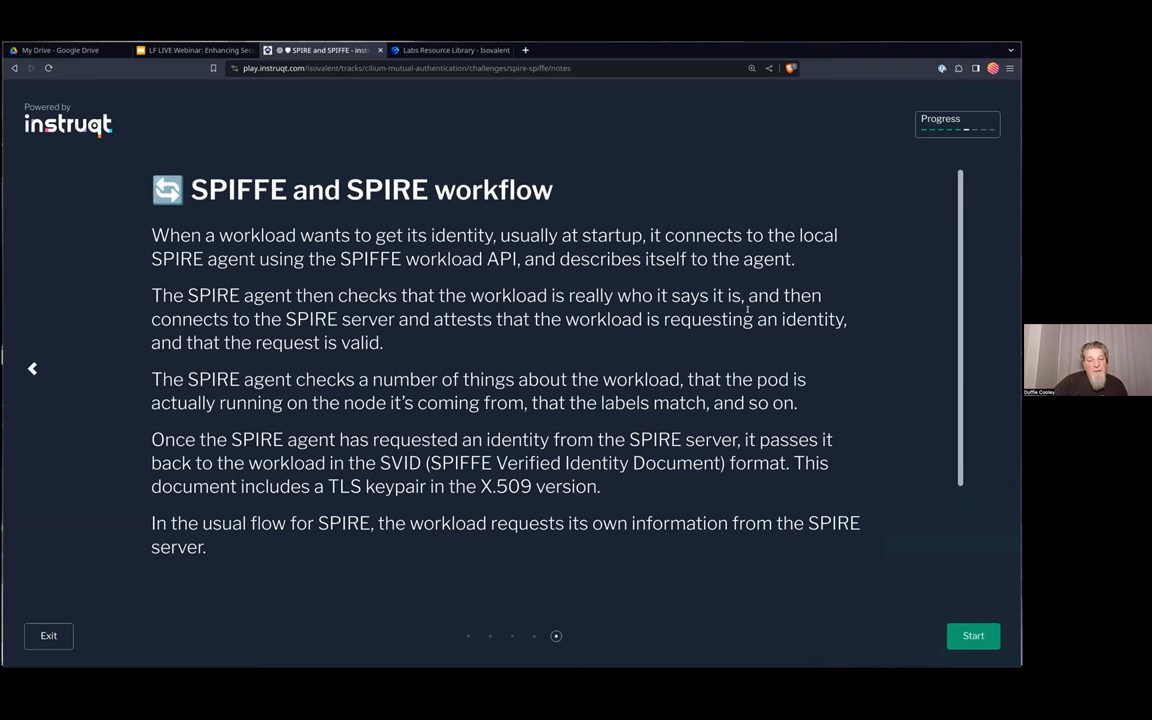 My Drive - Google Drive
LF LIVE Webinar: Enhancing Sec
SPIRE and SPIFFE - instr
Labs Resource Library - Isovalent
play.instruqt.com/isovalent/tracks/cilium-mutual-authentication/challenges/spire-spiffe/notes
Powered by
instruqt
Progress
SPIFFE and SPIRE workflow
When a workload wants to get its identity, usually at startup, it connects to the local
SPIRE agent using the SPIFFE workload API, and describes itself to the agent.
The SPIRE agent then checks that the workload is really who it says it is, and then
connects to the SPIRE server and attests that the workload is requesting an identity,
and that the request is valid.
The SPIRE agent checks a number of things about the workload, that the pod is
actually running on the node it's coming from, that the labels match, and so on.
Once the SPIRE agent has requested an identity from the SPIRE server, it passes it
back to the workload in the SVID (SPIFFE Verified Identity Document) format. This
document includes a TLS keypair in the X.509 version.
In the usual flow for SPIRE, the workload requests its own information from the SPIRE
server.
Exit
Start
Duffie Cooley